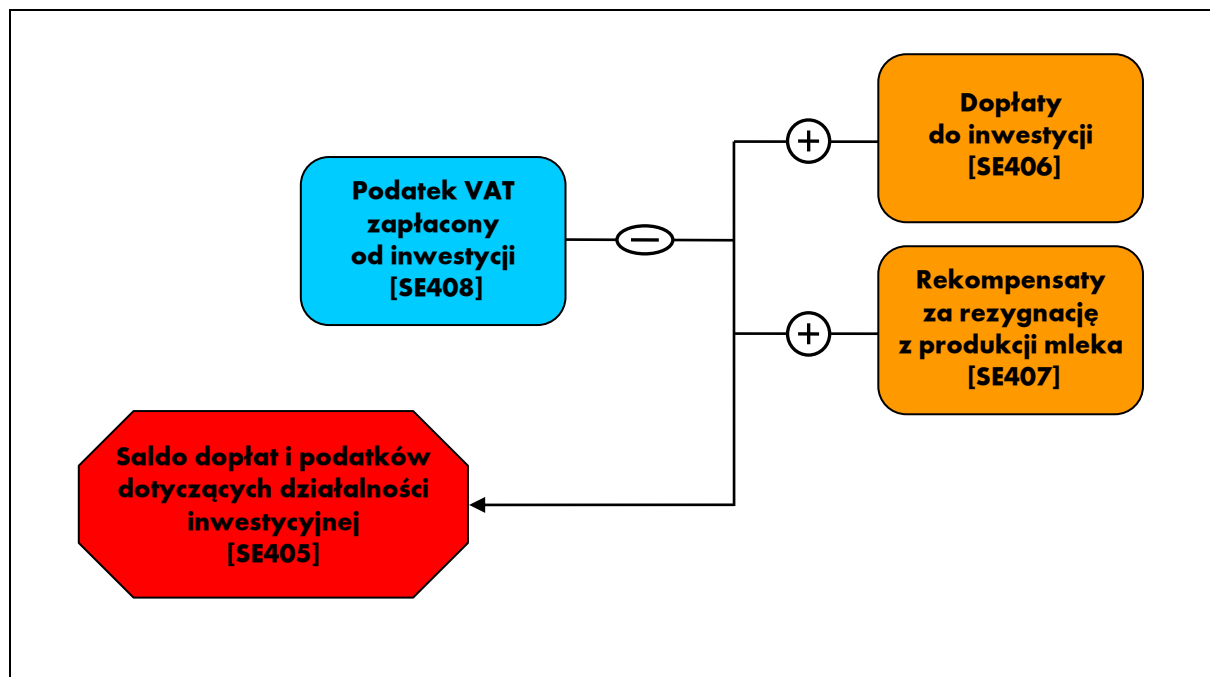 Dopłaty
do inwestycji
[SE406]
Podatek VAT
zapłacony
od inwestycji
[SE408]
Rekompensaty
za rezygnację
z produkcji mleka
[SE407]
Saldo dopłat i podatków
dotyczących działalności
inwestycyjnej
[SE405]